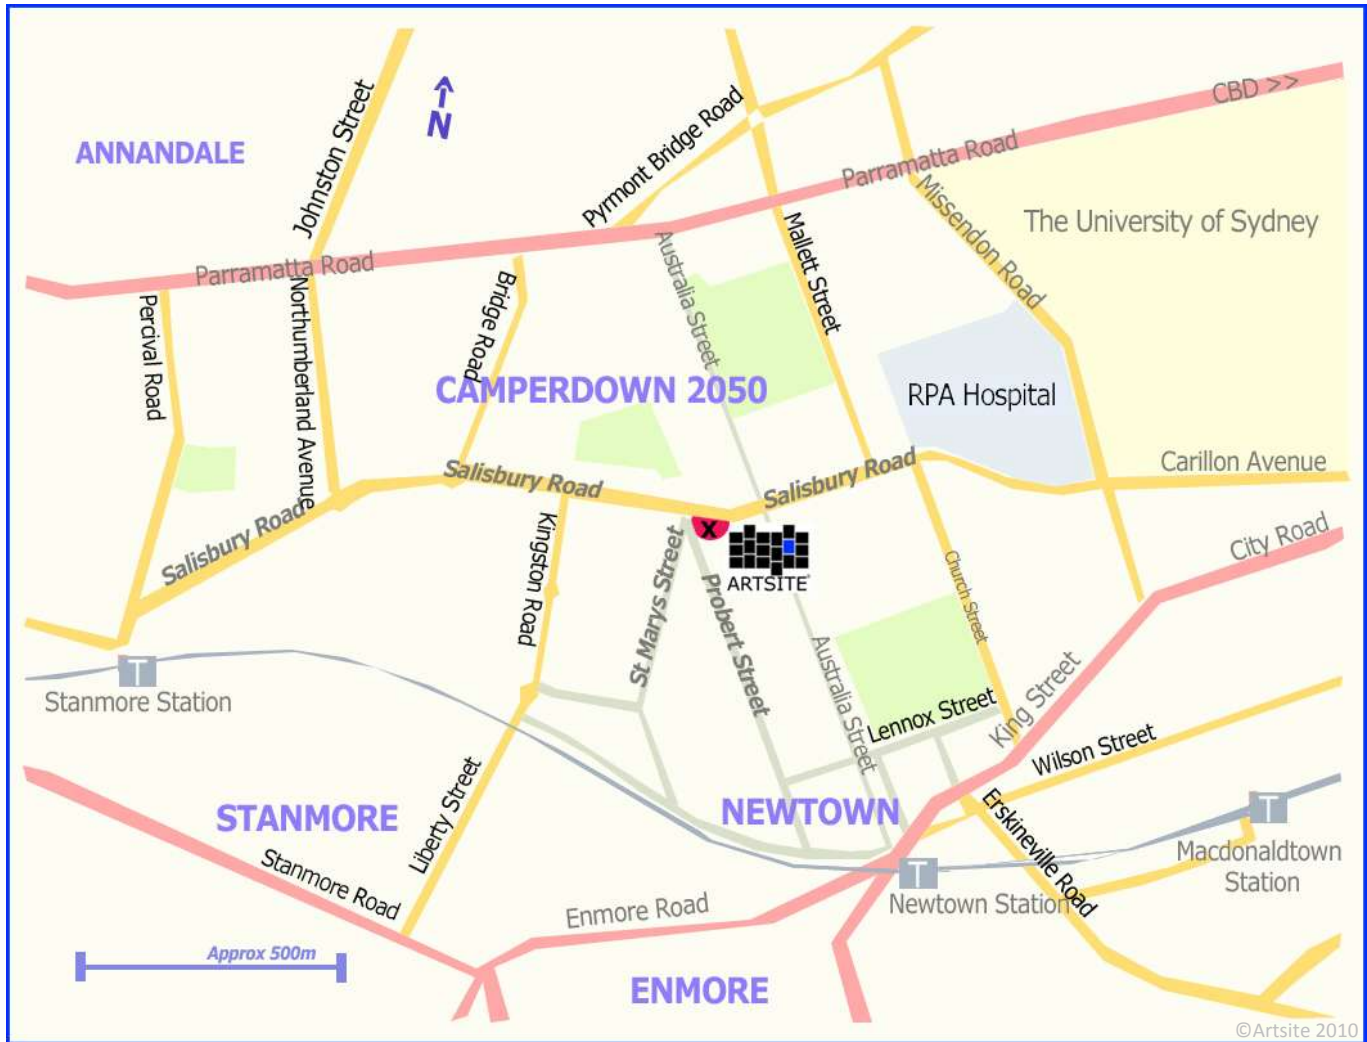 CBD >>
Johnston Street
N
Pyrmont Bridge Road
ANNANDALE
Parramatta Road
Missendon Road
The University of Sydney
Mallett Street
Australia Street
Parramatta Road
Percival Road
Northumberland Avenue
Bridge Road
CAMPERDOWN 2050
RPA Hospital
Salisbury Road
Salisbury Road
Carillon Avenue
Salisbury Road
Kingston Road
X
City Road
ARTSITE
St Marys Street
Probert Street
Church Street
Australia Street
T
Stanmore Station
Lennox Street
King Street
Wilson Street
STANMORE
Liberty Street
NEWTOWN
Erskineville Road
T
Macdonaldtown
Station
Stanmore Road
Enmore Road
T
Newtown Station
Approx 500m
ENMORE
©Artsite 2010